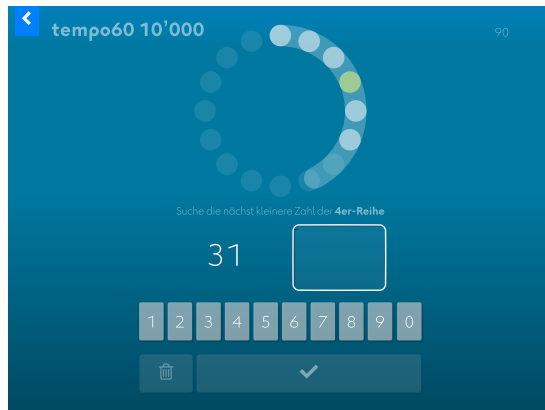 tempo60 10'000
90
Suche die nächst kleinere Zahl der 4er-Reihe
31
1 2 3 4 5 6 7 8 9 0